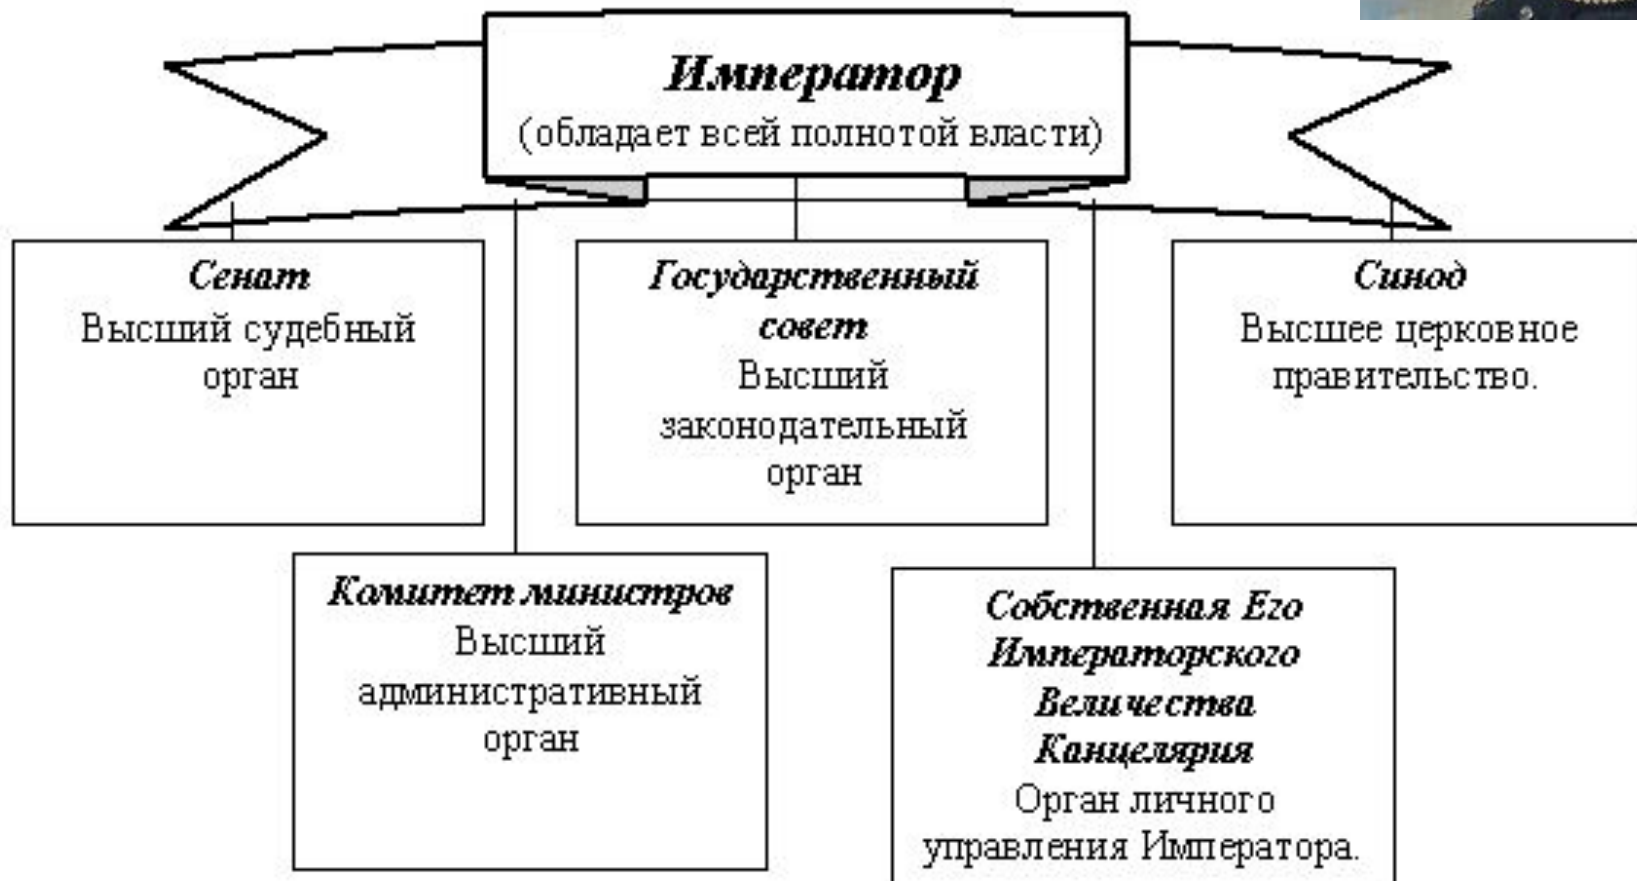 Император
(обладает всей полнотой власти)
Сенат
Высший судебный
орган
Государственный
совет
Высший
законодательный
орган
Синод
Высшее церковное
правительство.
Комитет министров
Высший
административный
орган
Собственная Его
Императорского
Величества
Канцелярия
Орган личного
управления Императора.